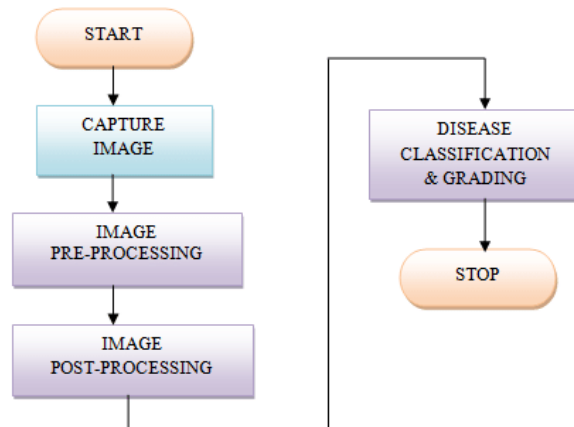 START
CAPTURE
IMAGE
IMAGE
PRE-PROCESSING
IMAGE
POST-PROCESSING
DISEASE
CLASSIFICATION
& GRADING
STOP